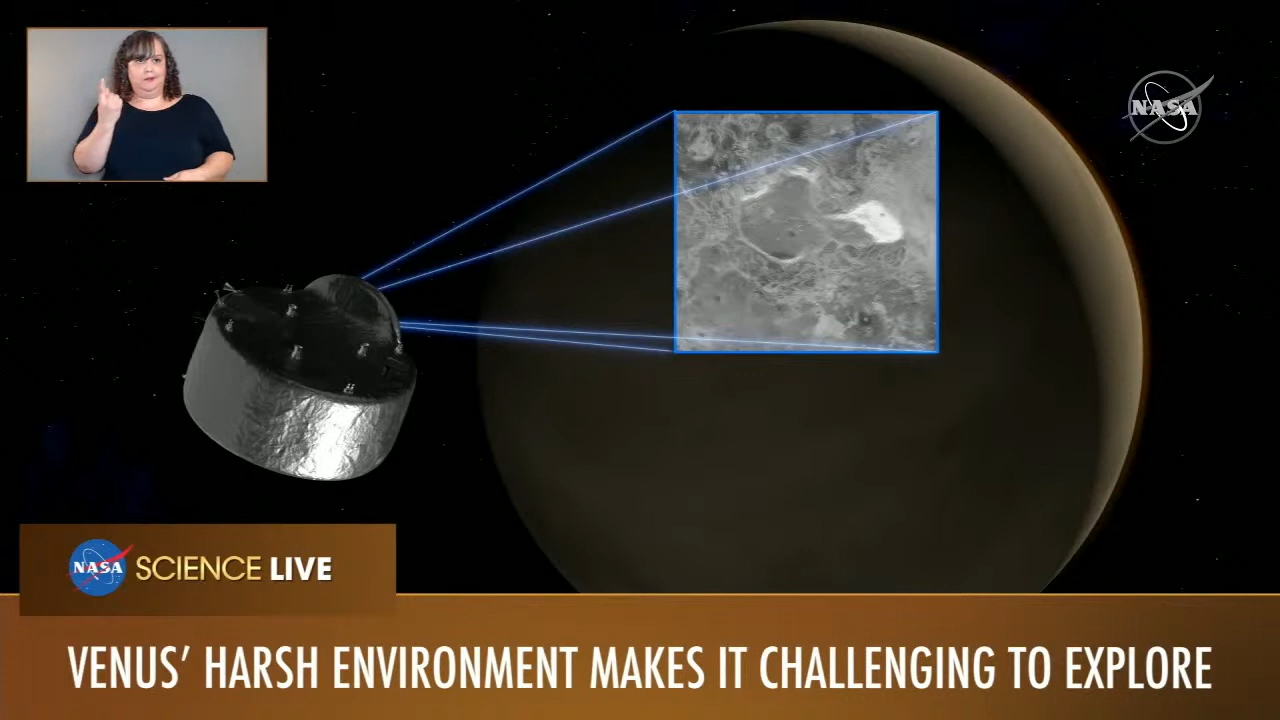 NASA
NASA SCIENCE LIVE
VENUS’ HARSH ENVIRONMENT MAKES IT CHALLENGING TO EXPLORE